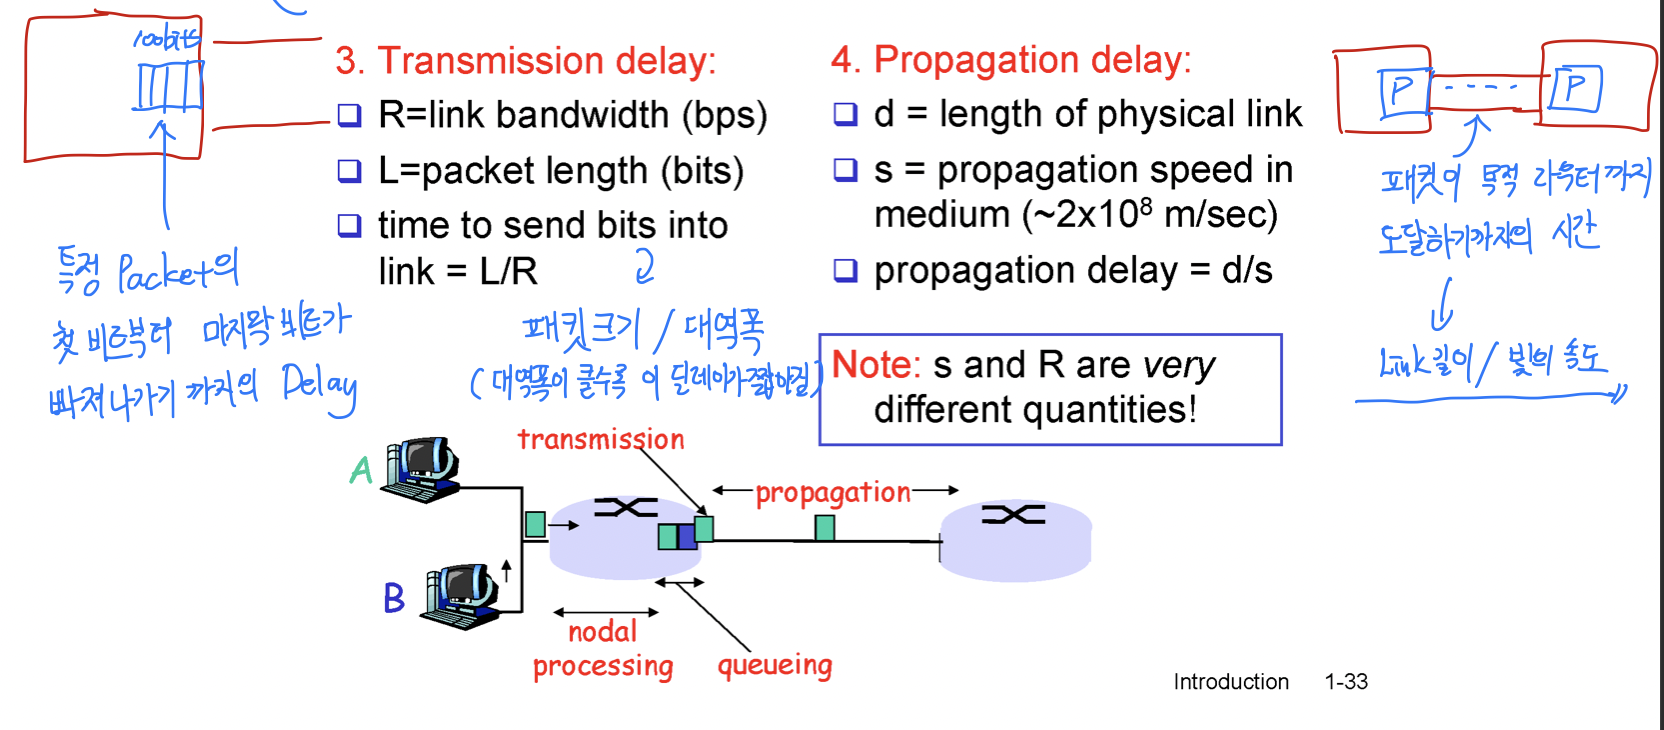 100bits
특정 Packet의
첫 비트부터 마지막 비트가
빠져나가기 까지의 Delay
3. Transmission delay:
❑ R=link bandwidth (bps)
❑ L=packet length (bits)
❑ time to send bits into
link = L/R
패킷크기 / 대역폭
(대역폭이 클수록 이 딜레이가 짧아짐)
4. Propagation delay:
❑ d = length of physical link
❑ s = propagation speed in
medium (~2x10⁸ m/sec)
❑ propagation delay = d/s
Note: s and R are very
different quantities!
P P
패킷이 목적 라우터까지
도달하기까지의 시간
Link길이 / 빛의 속도
A
transmission
propagation
B
nodal
processing
queueing
Introduction 1-33